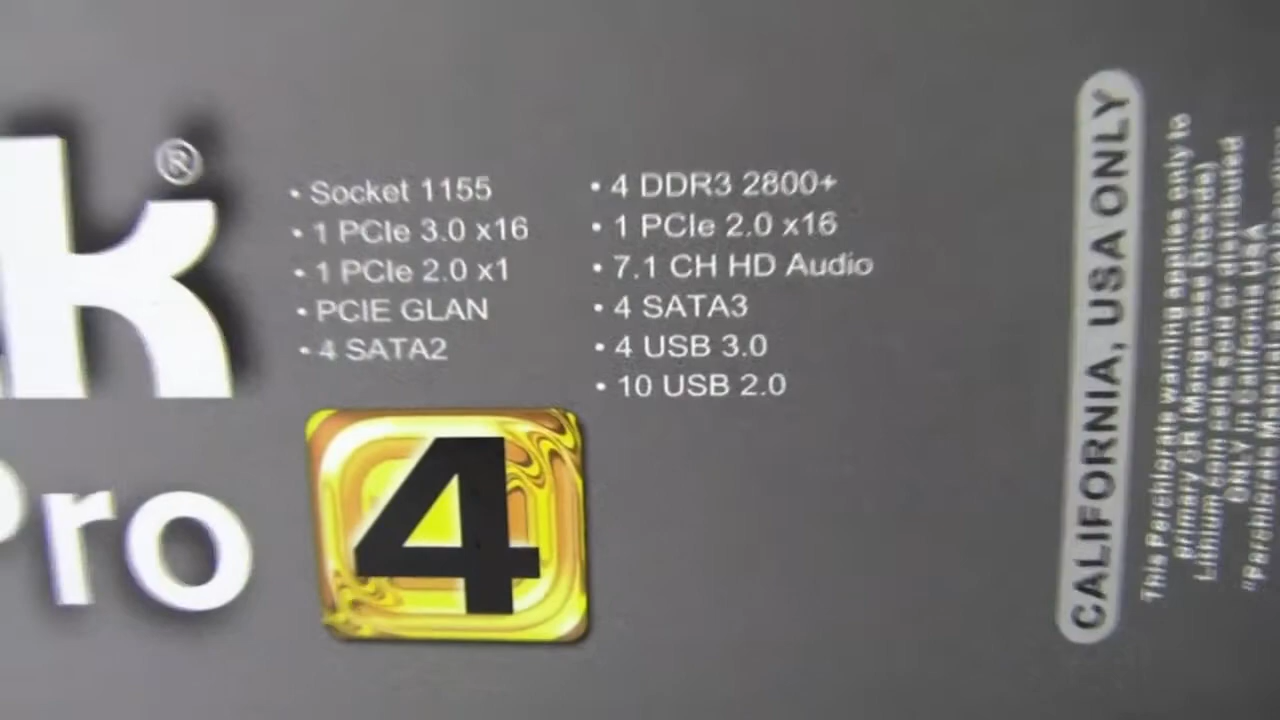 k®
Pro 4
• Socket 1155
• 1 PCIe 3.0 x16
• 1 PCIe 2.0 x1
• PCIE GLAN
• 4 SATA2
• 4 DDR3 2800+
• 1 PCIe 2.0 x16
• 7.1 CH HD Audio
• 4 SATA3
• 4 USB 3.0
• 10 USB 2.0
CALIFORNIA, USA ONLY
This Perchlorate warning applies only to
primary CR (Manganese Dioxide)
Lithium coin cells sold or distributed
ONLY in California USA
"Perchlorate Material